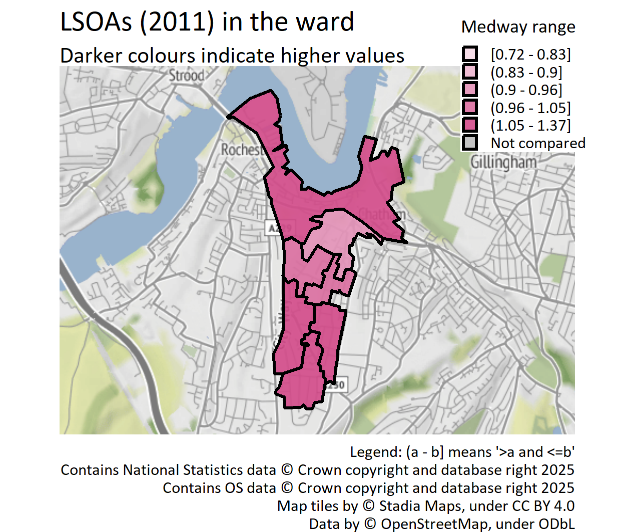 LSOAs (2011) in the ward
Darker colours indicate higher values
Medway range
[0.72 - 0.83]
(0.83 - 0.9]
(0.9 - 0.96]
(0.96 - 1.05]
(1.05 - 1.37]
Not compared
Strood
Gillingham
Legend: (a - b] means '>a and <=b'
Contains National Statistics data © Crown copyright and database right 2025
Contains OS data © Crown copyright and database right 2025
Map tiles by © Stadia Maps, under CC BY 4.0
Data by © OpenStreetMap, under ODbL